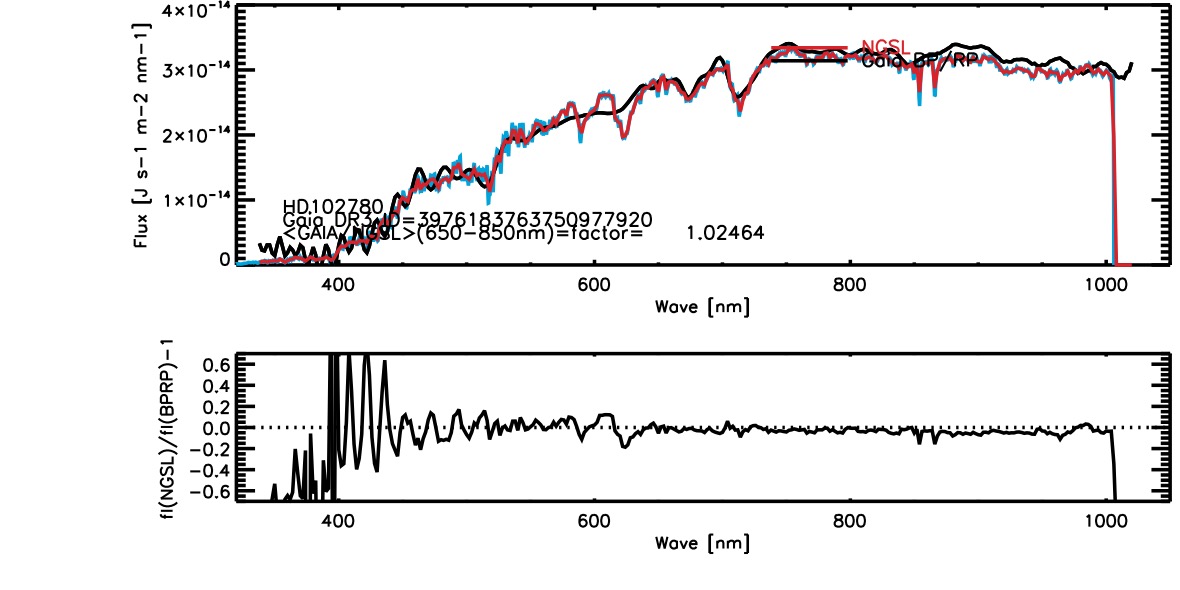 4×10⁻¹⁴
3×10⁻¹⁴
2×10⁻¹⁴
1×10⁻¹⁴
0
Flux [J s−1 m−2 nm−1]
NGSL
Gaia BP/RP
HD102780
Gaia DR3 ID=3976183763750977920
<GAIA/NGSL>(650−850nm)=factor= 1.02464
400 600 800 1000
Wave [nm]
fl(NGSL)/fl(BPRP)−1
0.6
0.4
0.2
0.0
−0.2
−0.4
−0.6
400 600 800 1000
Wave [nm]